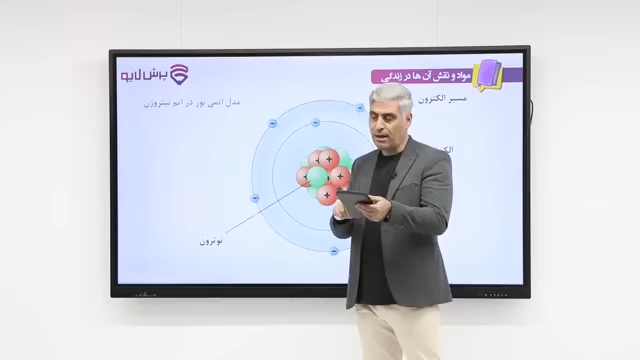 پرش لایو
مواد و نقش آن ها در زندگی
مدل اتمی بور در اتم نیتروژن
مسیر الکترون
نوترون